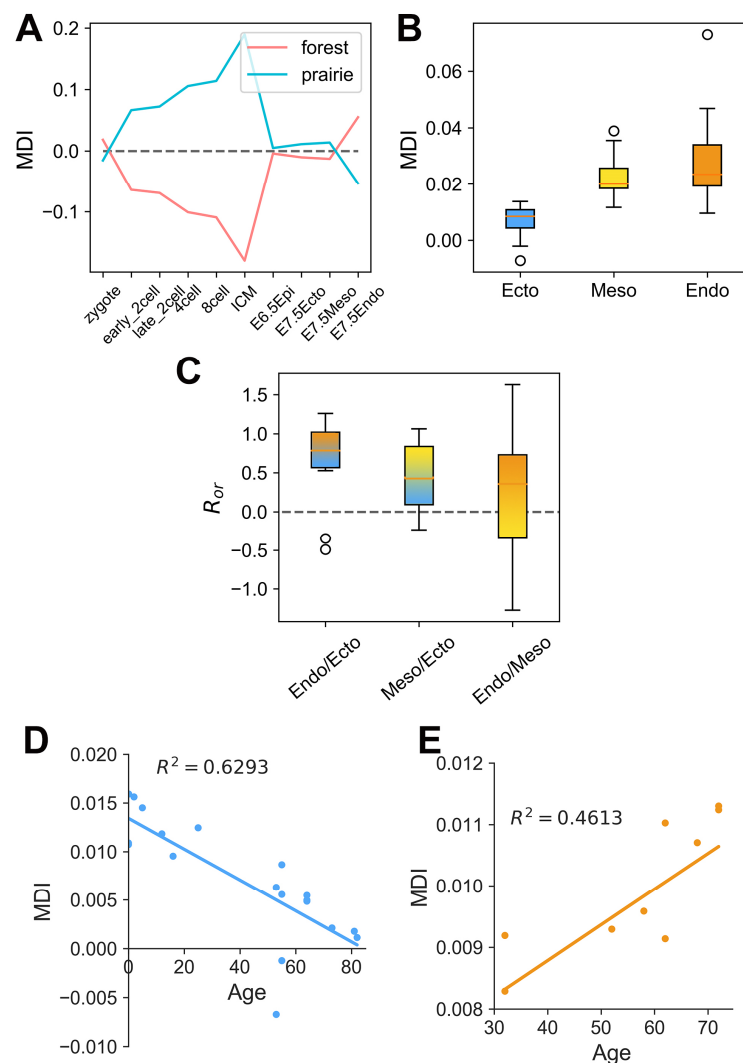 A
0.2
0.1
0.0
−0.1
MDI
forest
prairie
zygote
early_2cell
late_2cell
4cell
8cell
ICM
E6.5Epi
E7.5Ecto
E7.5Meso
E7.5Endo
B
0.06
0.04
0.02
0.00
MDI
Ecto Meso Endo
C
1.5
1.0
0.5
0.0
−0.5
−1.0
R_or
Endo/Ecto
Meso/Ecto
Endo/Meso
D
0.020
0.015
0.010
0.005
0.000
−0.005
−0.010
MDI
R² = 0.6293
0 20 40 60 80
Age
E
0.012
0.011
0.010
0.009
0.008
MDI
R² = 0.4613
30 40 50 60 70
Age